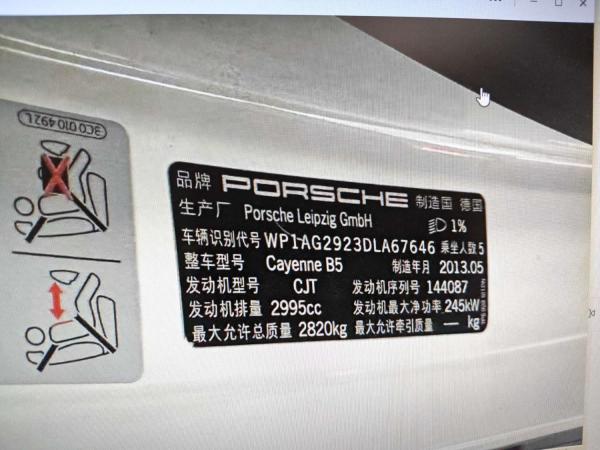 3C0 010 492 L
品牌 PORSCHE 制造国 德国
生产厂 Porsche Leipzig GmbH 1%
车辆识别代号 WP1AG2923DLA67646 乘坐人数 5
整车型号 Cayenne B5 制造年月 2013.05
发动机型号 CJT 发动机序列号 144087
发动机排量 2995cc 发动机最大净功率 245kW
最大允许总质量 2820kg 最大允许牵引质量 — kg